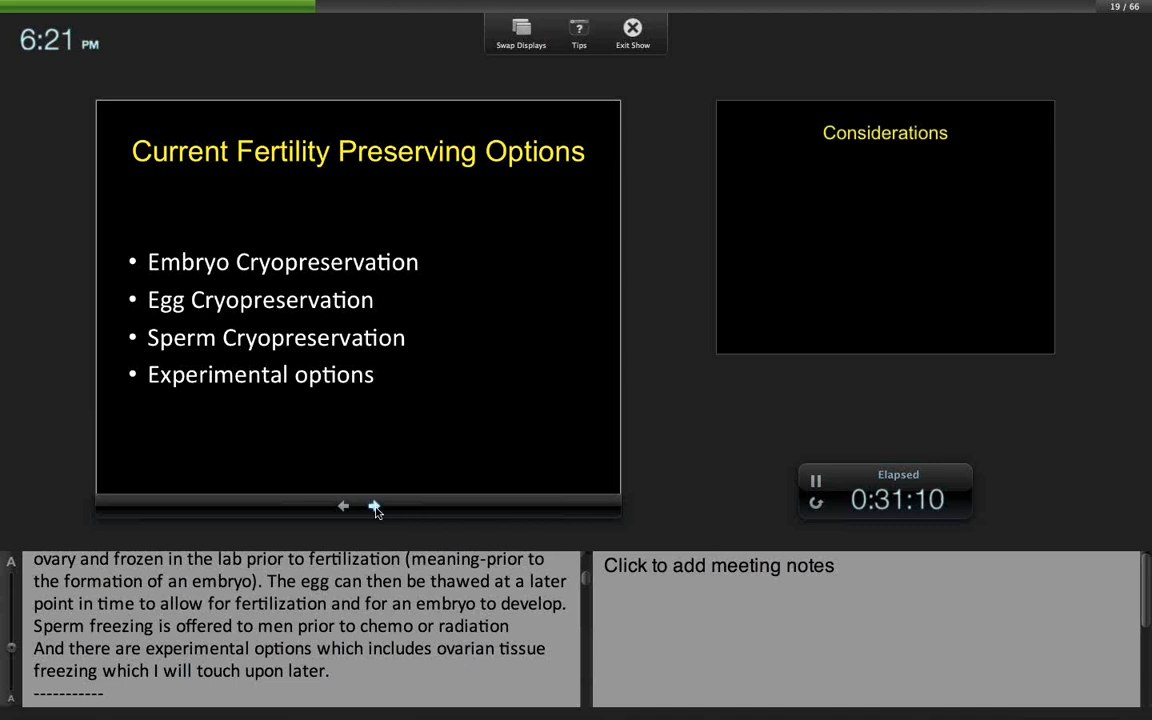 19 / 66
6:21 PM
Swap Displays
Tips
Exit Show
Current Fertility Preserving Options
• Embryo Cryopreservation
• Egg Cryopreservation
• Sperm Cryopreservation
• Experimental options
Considerations
Elapsed
0:31:10
A
ovary and frozen in the lab prior to fertilization (meaning-prior to
the formation of an embryo). The egg can then be thawed at a later
point in time to allow for fertilization and for an embryo to develop.
Sperm freezing is offered to men prior to chemo or radiation
And there are experimental options which includes ovarian tissue
freezing which I will touch upon later.
-----------
A
Click to add meeting notes